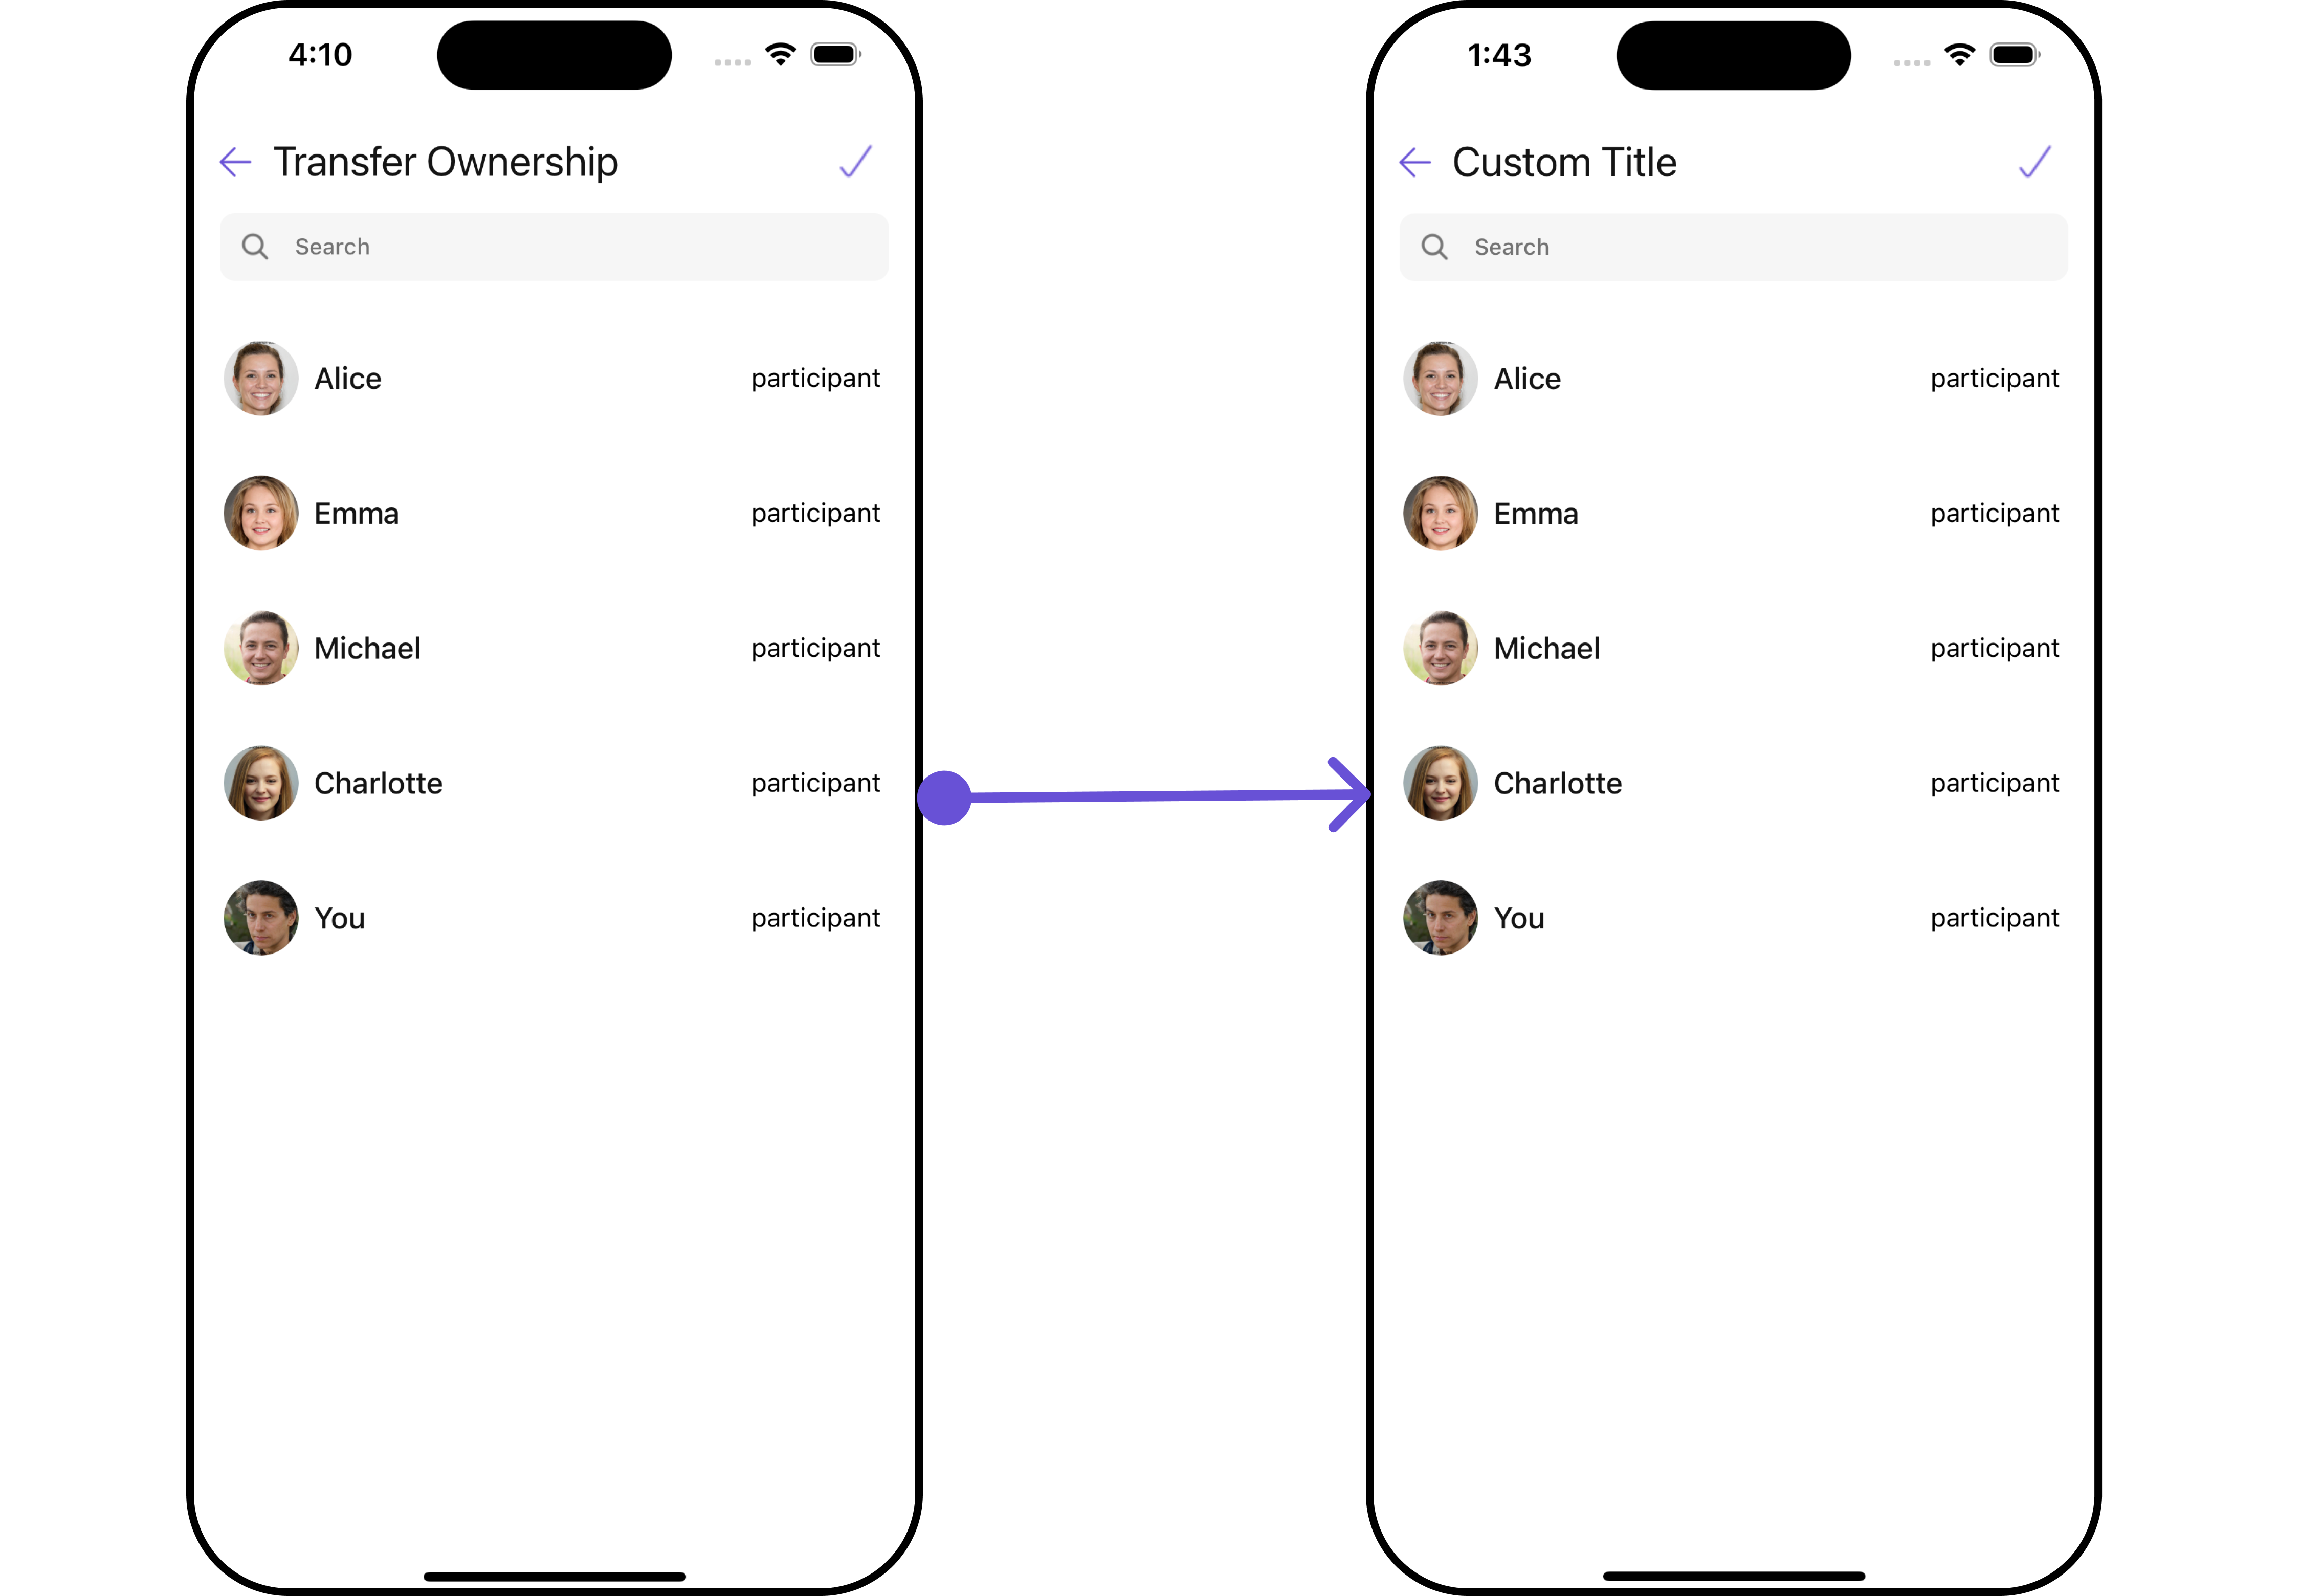 4:10
Transfer Ownership
Search
Alice participant
Emma participant
Michael participant
Charlotte participant
You participant
1:43
Custom Title
Search
Alice participant
Emma participant
Michael participant
Charlotte participant
You participant